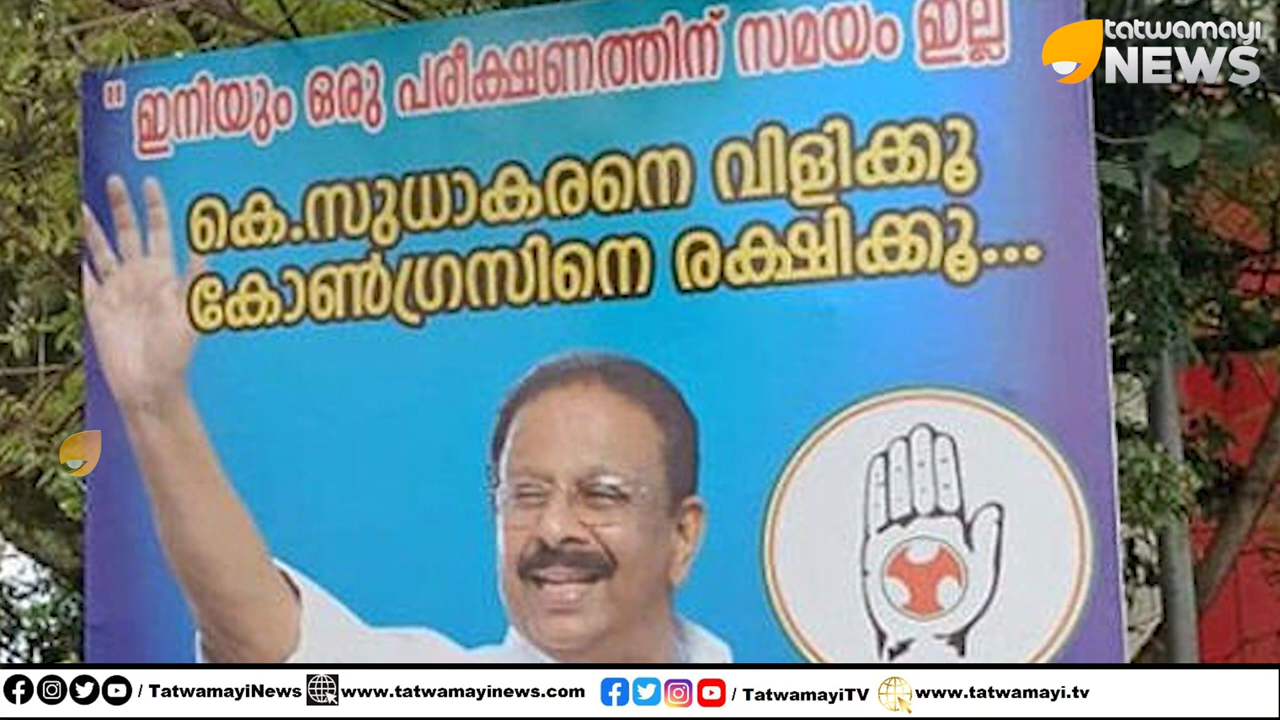 tatwamayi
NEWS
" ഇനിയും ഒരു പരീക്ഷണത്തിന് സമയം ഇല്ല
കെ.സുധാകരനെ വിളിക്കൂ
കോൺഗ്രസിനെ രക്ഷിക്കൂ...
/ TatwamayiNews www.tatwamayinews.com / TatwamayiTV www.tatwamayi.tv